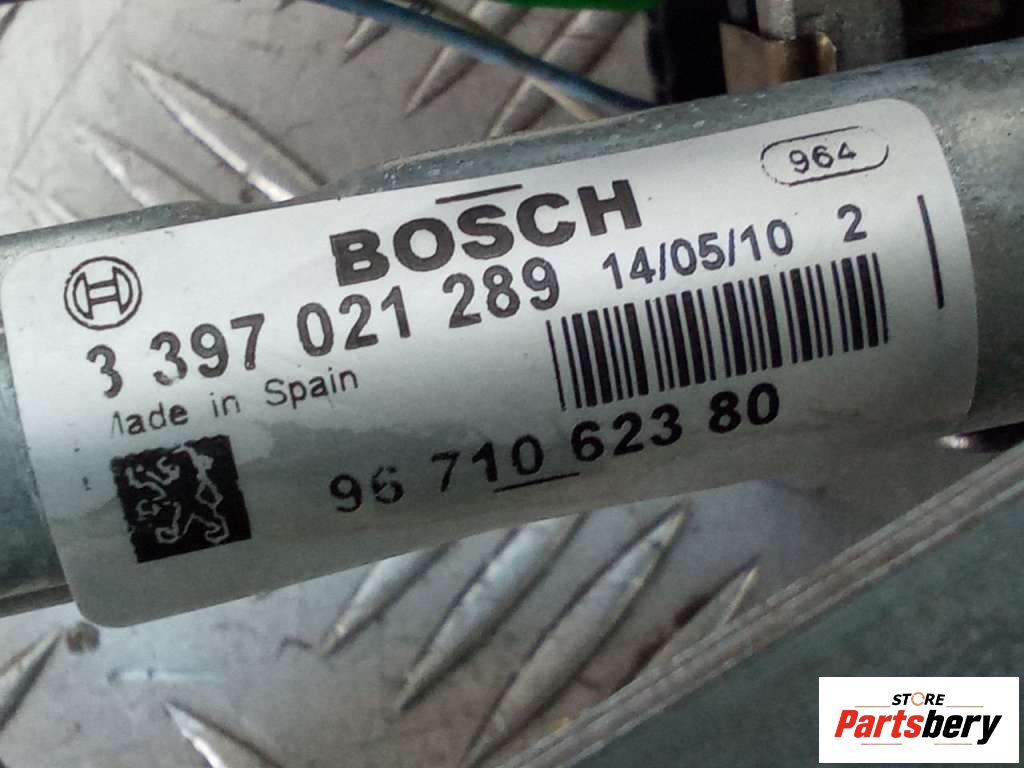 964
BOSCH
3 397 021 289 14/05/10 2
Made in Spain
96 710 623 80
STORE
Partsbery